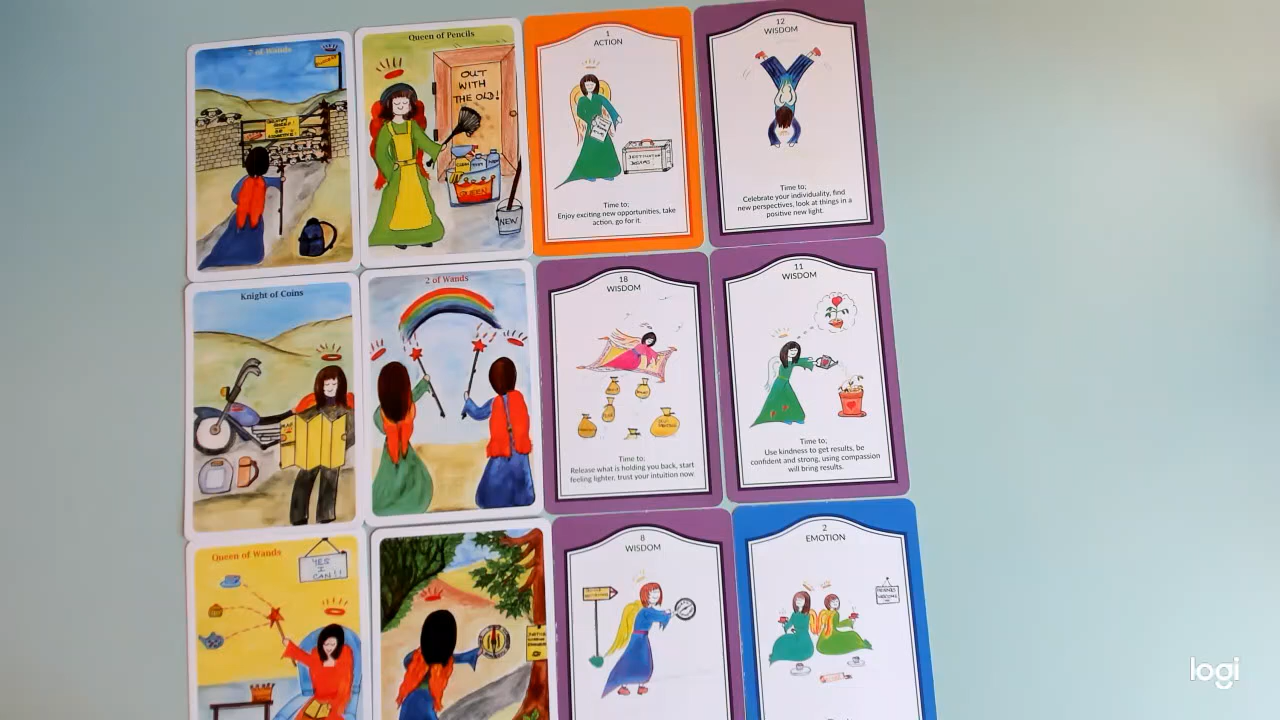 7 of Wands
Queen of Pencils
OUT
WITH
THE OLD!
QUEEN
NEW
1
ACTION
Time to;
Enjoy exciting new opportunities, take
action, go for it.
12
WISDOM
Time to;
Celebrate your individuality, find
new perspectives, look at things in a
positive new light.
Knight of Coins
2 of Wands
18
WISDOM
Time to;
Release what is holding you back, start
feeling lighter, trust your intuition now
11
WISDOM
Time to;
Use kindness to get results, be
confident and strong, using compassion
will bring results.
Queen of Wands
YES
I
CAN!!
8
WISDOM
2
EMOTION
logi